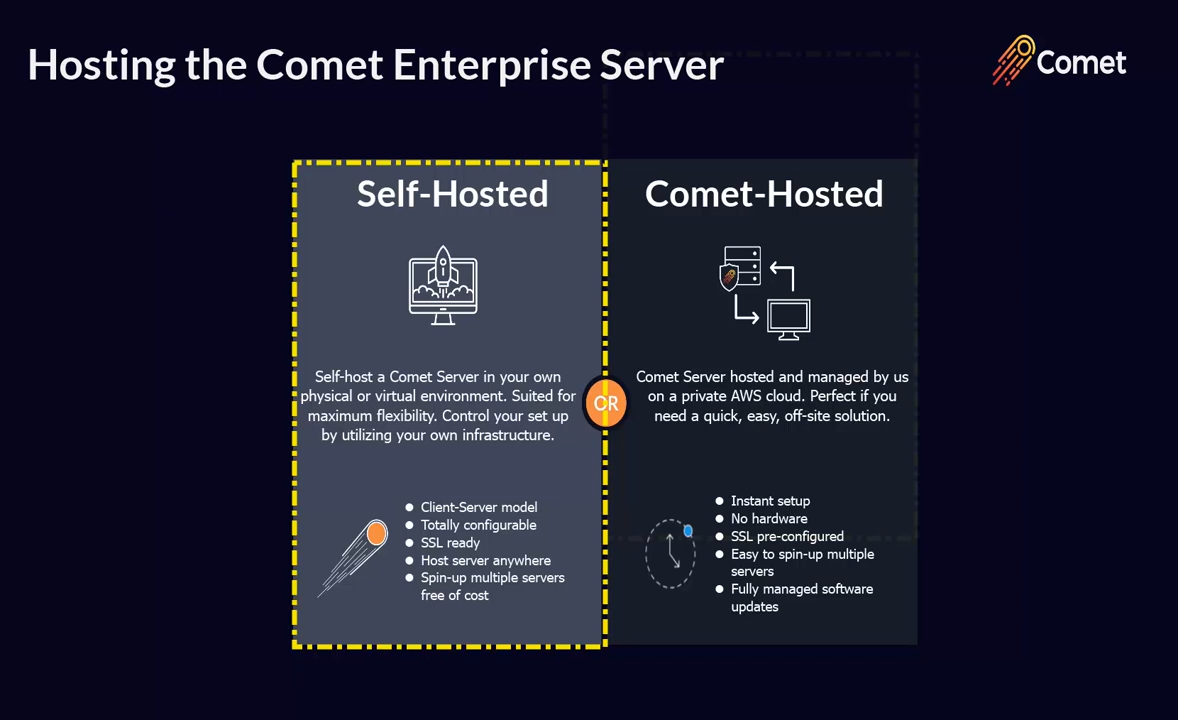 Hosting the Comet Enterprise Server
Comet
Self-Hosted
Self-host a Comet Server in your own
physical or virtual environment. Suited for
maximum flexibility. Control your set up
by utilizing your own infrastructure.
● Client-Server model
● Totally configurable
● SSL ready
● Host server anywhere
● Spin-up multiple servers
free of cost
OR
Comet-Hosted
Comet Server hosted and managed by us
on a private AWS cloud. Perfect if you
need a quick, easy, off-site solution.
● Instant setup
● No hardware
● SSL pre-configured
● Easy to spin-up multiple
servers
● Fully managed software
updates